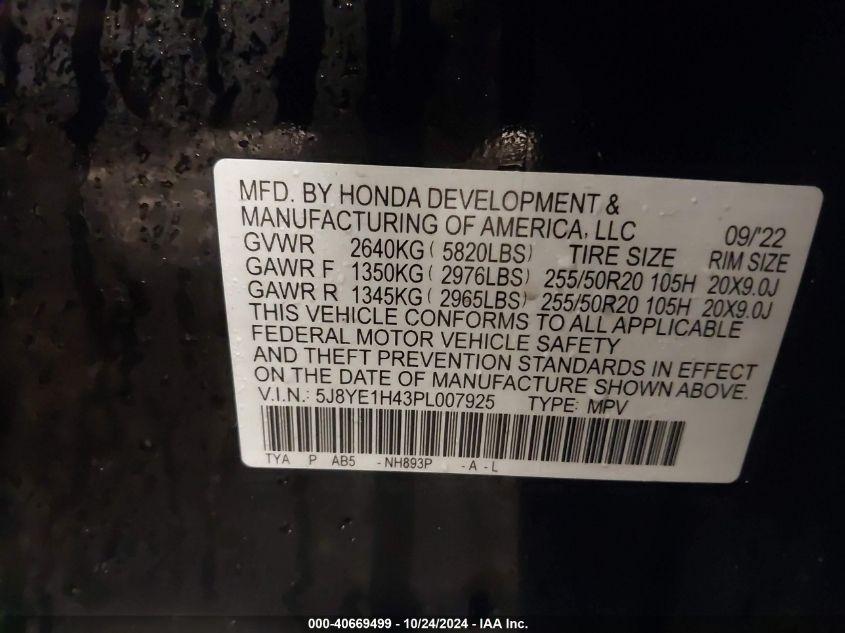 MFD. BY HONDA DEVELOPMENT &
MANUFACTURING OF AMERICA, LLC 09/'22
GVWR 2640KG ( 5820LBS) TIRE SIZE RIM SIZE
GAWR F 1350KG ( 2976LBS) 255/50R20 105H 20X9.0J
GAWR R 1345KG ( 2965LBS) 255/50R20 105H 20X9.0J
THIS VEHICLE CONFORMS TO ALL APPLICABLE
FEDERAL MOTOR VEHICLE SAFETY
AND THEFT PREVENTION STANDARDS IN EFFECT
ON THE DATE OF MANUFACTURE SHOWN ABOVE.
V.I.N.: 5J8YE1H43PL007925 TYPE: MPV
TYA P AB5 -NH893P -A-L
000-40669499 - 10/24/2024 - IAA Inc.